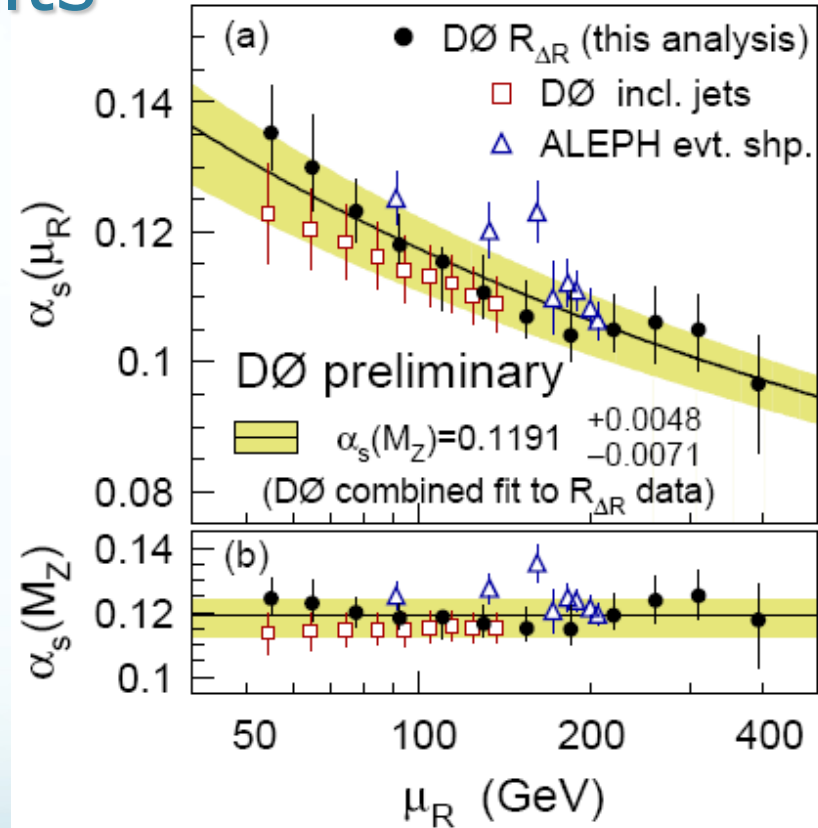 (a)
DØ R_ΔR (this analysis)
DØ incl. jets
ALEPH evt. shp.
0.14
0.12
0.1
0.08
α_s(μ_R)
DØ preliminary
α_s(M_Z)=0.1191 +0.0048 −0.0071
(DØ combined fit to R_ΔR data)
(b)
0.14
0.12
0.1
α_s(M_Z)
50 100 200 400
μ_R (GeV)